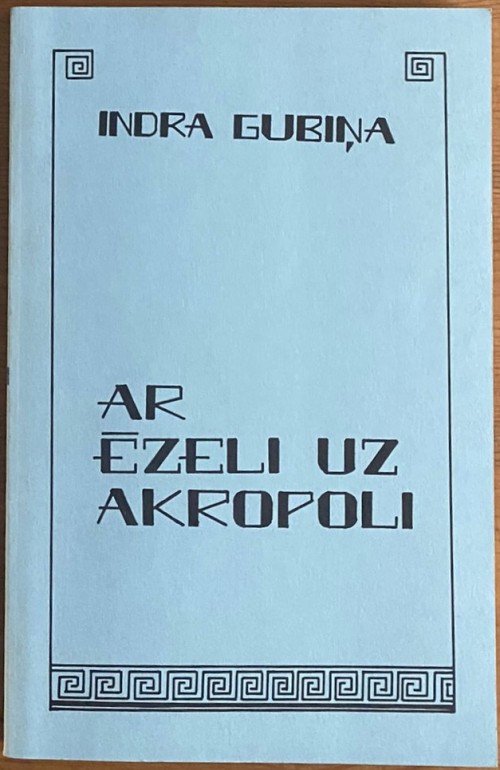 INDRA GUBIŅA
AR
ĒZELI UZ
AKROPOLI